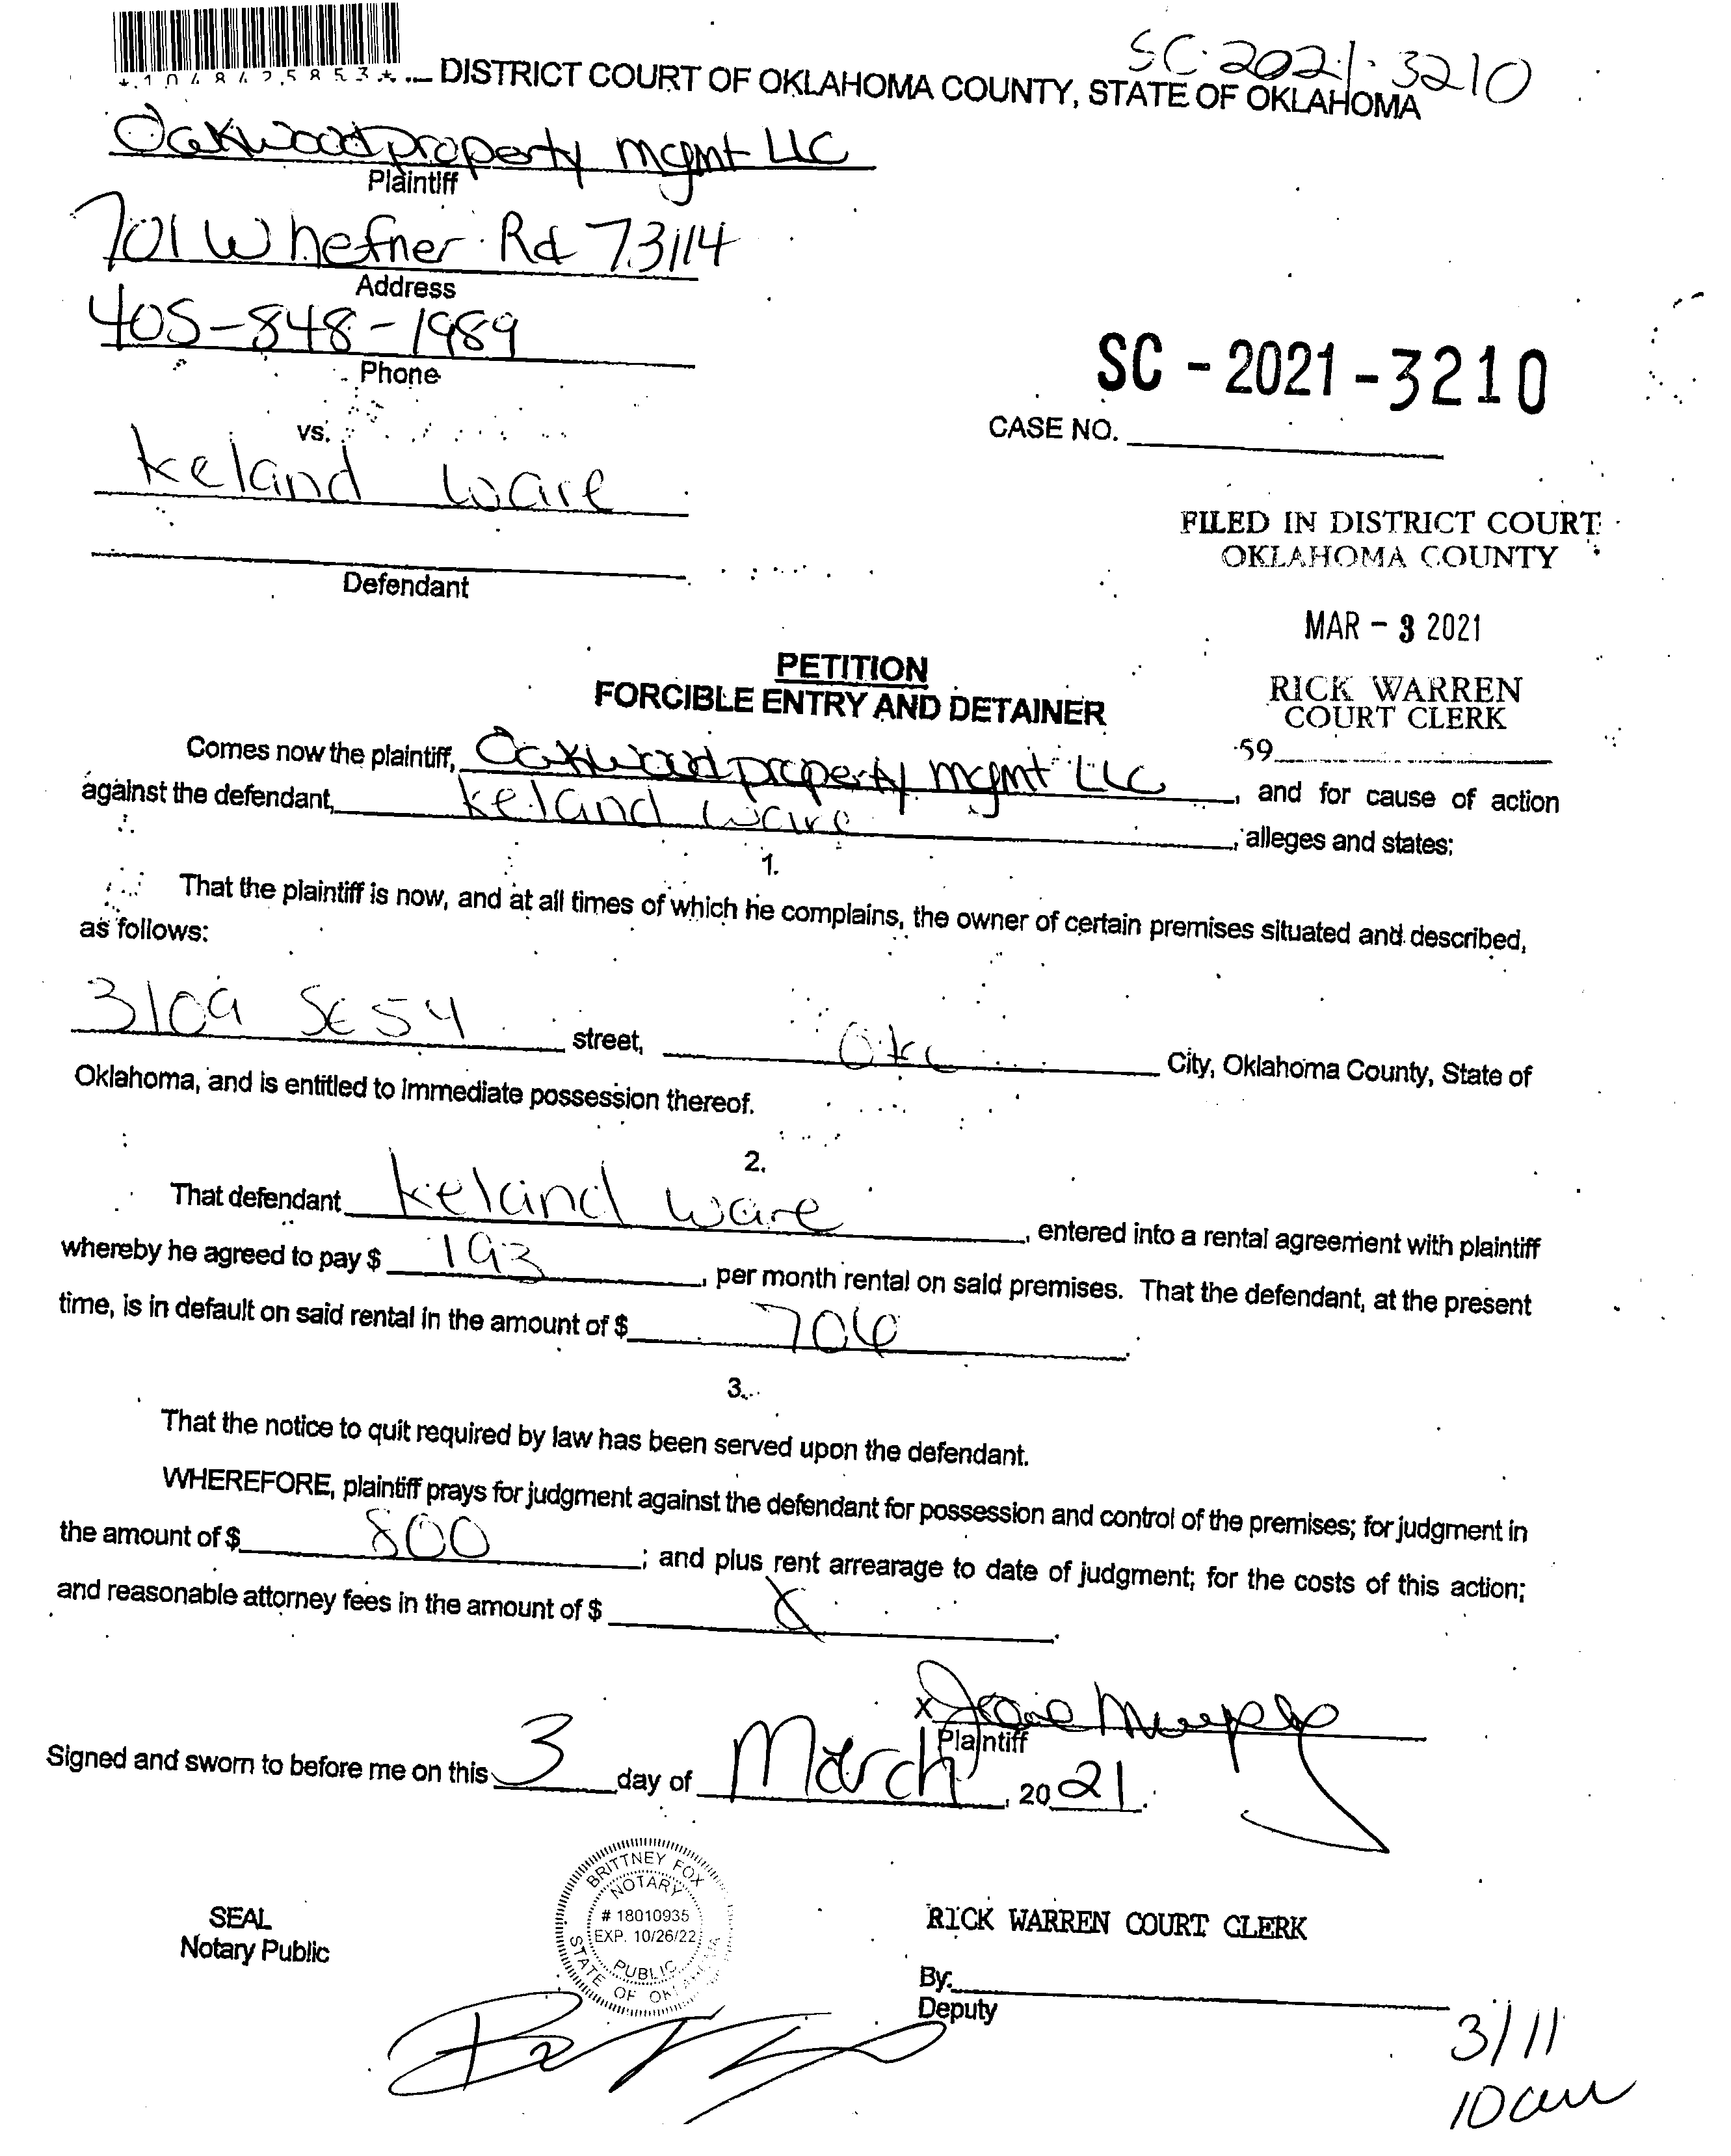 SC-2021-3210
*1048425853*
DISTRICT COURT OF OKLAHOMA COUNTY, STATE OF OKLAHOMA
Oakwood property mgmt LLC
Plaintiff
701 W hefner Rd 73114
Address
405-848-1989
Phone
SC - 2021 - 3210
CASE NO.
vs.
Keland Ware
Defendant
FILED IN DISTRICT COURT
OKLAHOMA COUNTY
MAR - 3 2021
RICK WARREN
COURT CLERK
59
PETITION
FORCIBLE ENTRY AND DETAINER
Comes now the plaintiff, Oakwood property mgmt LLC
against the defendant, Keland Ware, and for cause of action
alleges and states:
1.
That the plaintiff is now, and at all times of which he complains, the owner of certain premises situated and described,
as follows:
3109 SE 54 street, OKC City, Oklahoma County, State of
Oklahoma, and is entitled to immediate possession thereof.
2.
That defendant Keland Ware, entered into a rental agreement with plaintiff
whereby he agreed to pay $ 193, per month rental on said premises. That the defendant, at the present
time, is in default on said rental in the amount of $ 706.
3.
That the notice to quit required by law has been served upon the defendant.
WHEREFORE, plaintiff prays for judgment against the defendant for possession and control of the premises; for judgment in
the amount of $ 800; and plus rent arrearage to date of judgment; for the costs of this action;
and reasonable attorney fees in the amount of $
x
Plaintiff
Signed and sworn to before me on this 3 day of March, 2021.
SEAL
Notary Public
BRITTNEY FOX
NOTARY
# 18010935
EXP. 10/26/22
PUBLIC
STATE OF OKLAHOMA
RICK WARREN COURT CLERK
By:
Deputy
3/11
10am